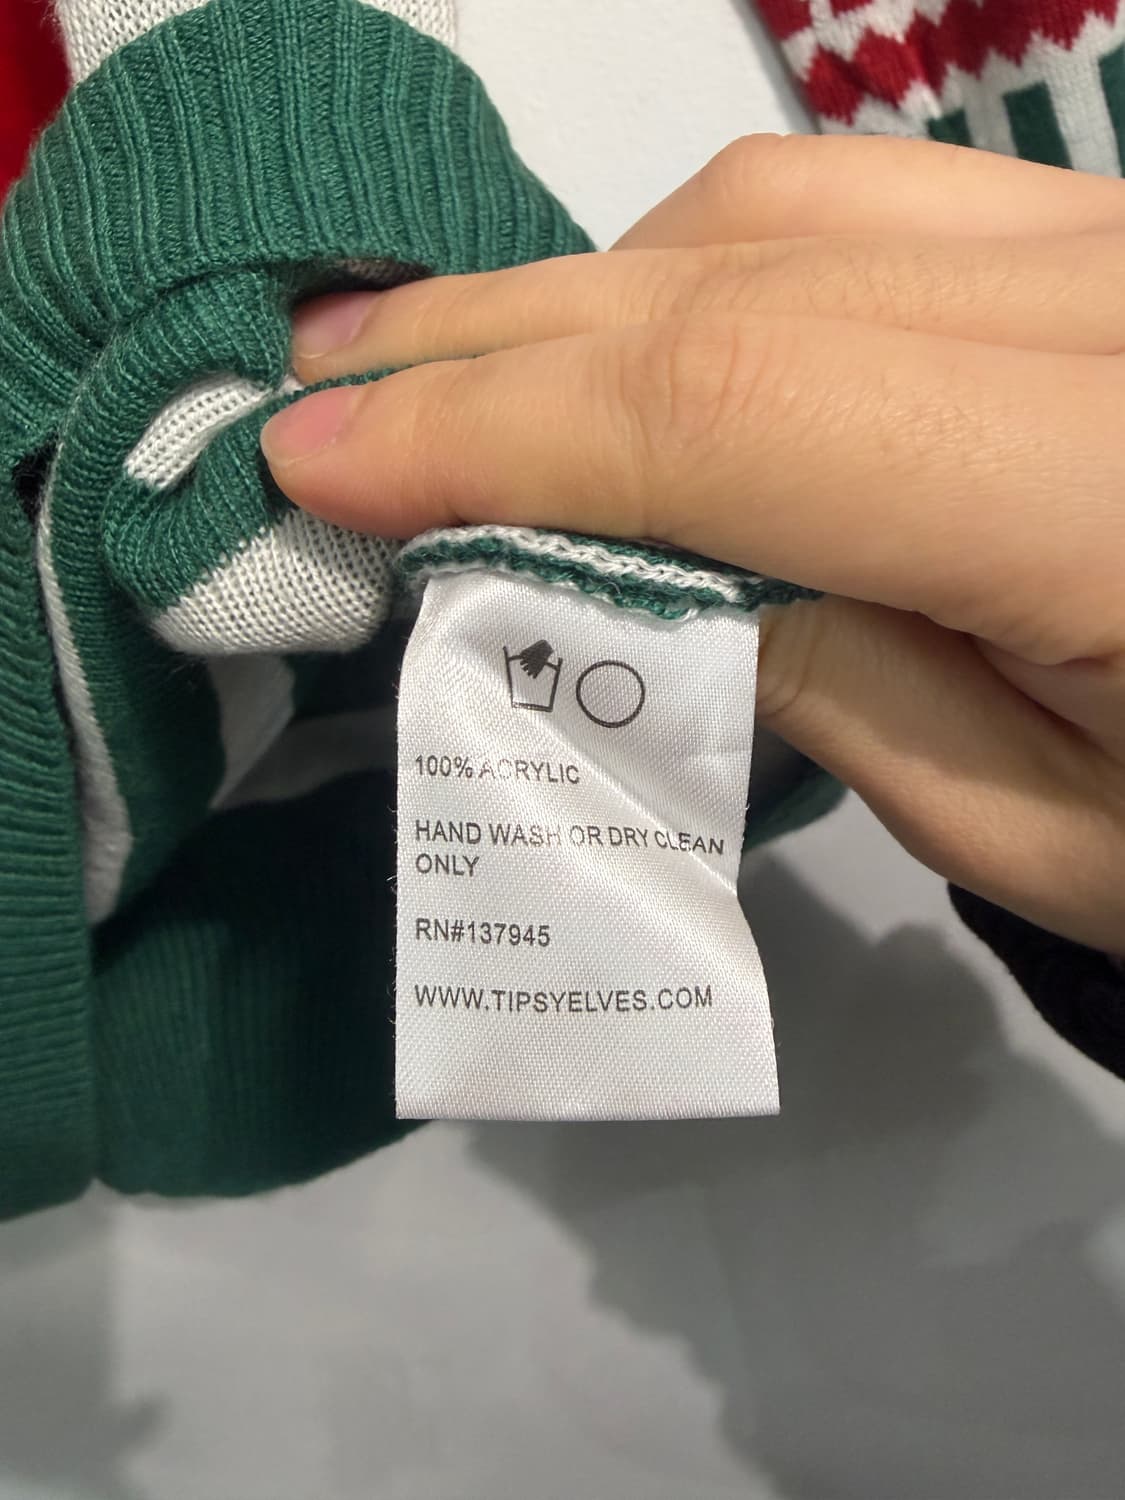 100% ACRYLIC
HAND WASH OR DRY CLEAN
ONLY
RN#137945
WWW.TIPSYELVES.COM